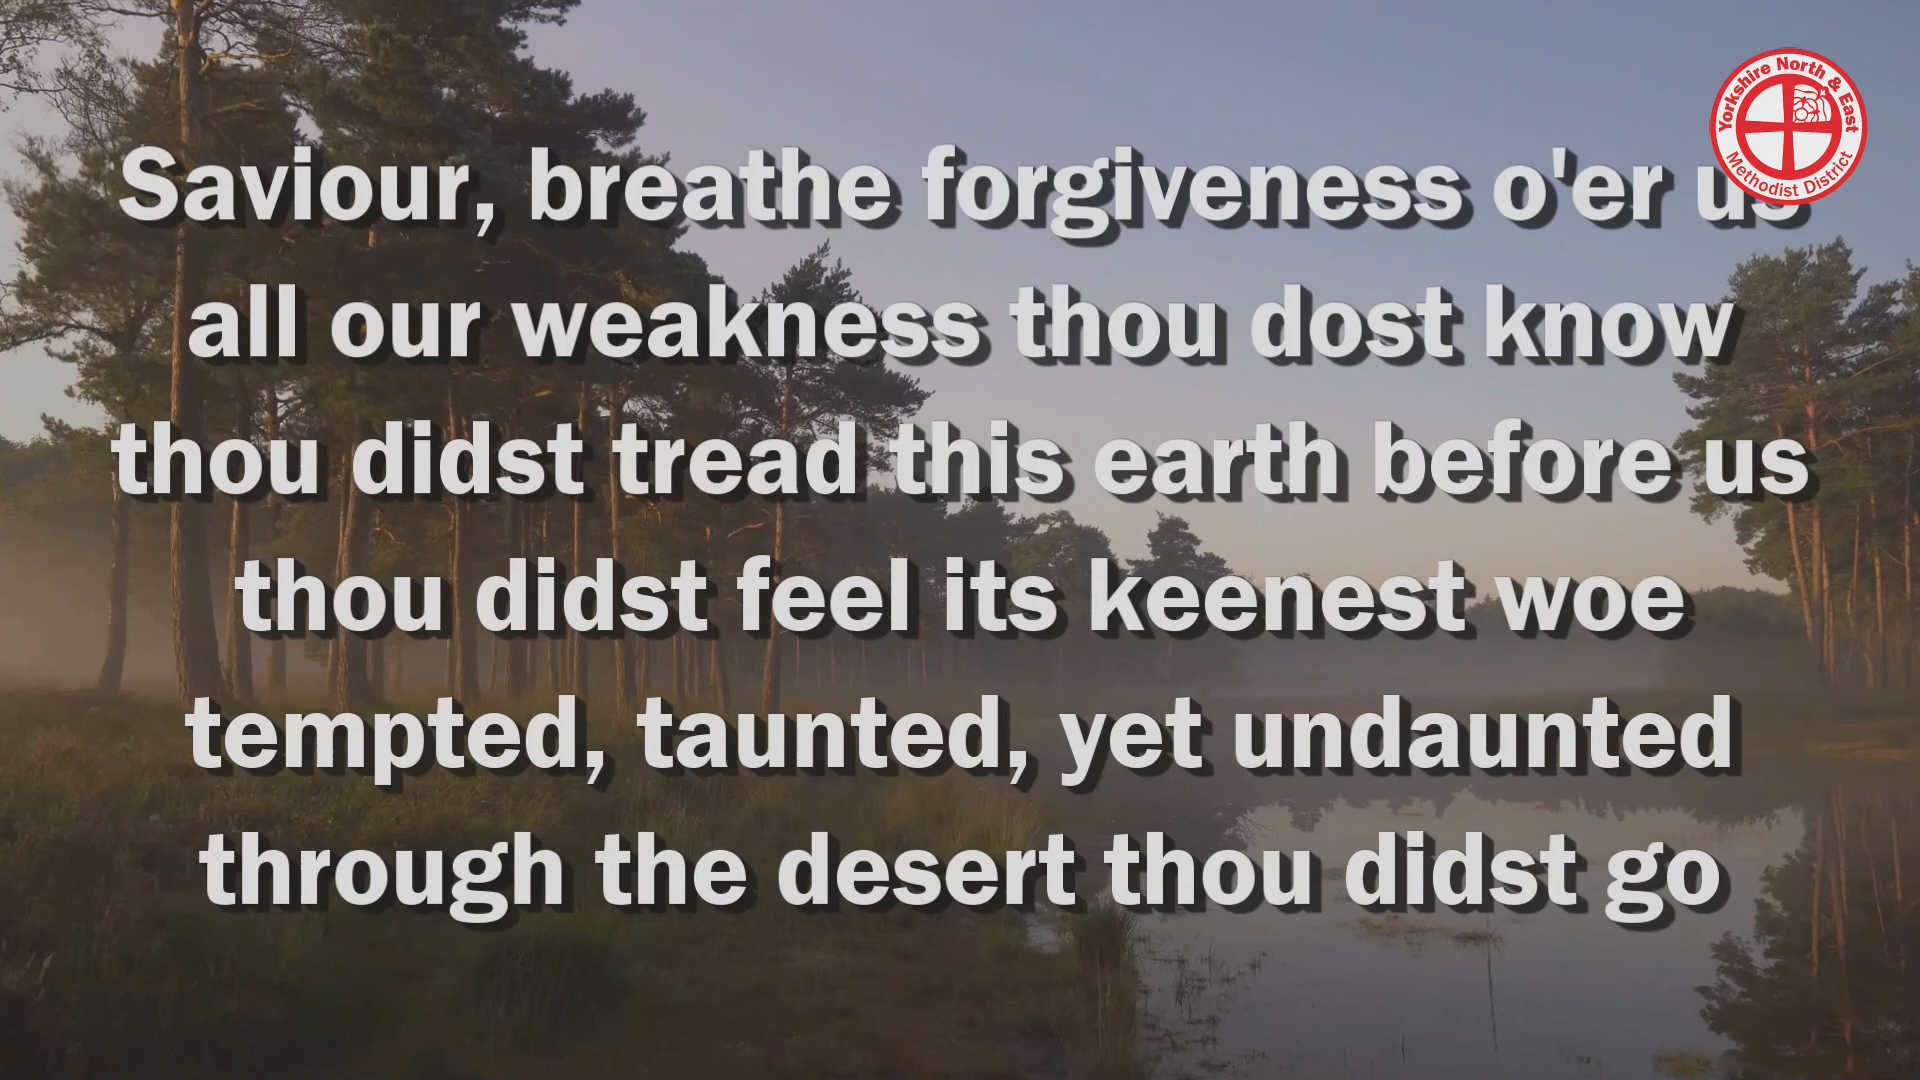 Yorkshire North & East
Methodist District
Saviour, breathe forgiveness o'er us
all our weakness thou dost know
thou didst tread this earth before us
thou didst feel its keenest woe
tempted, taunted, yet undaunted
through the desert thou didst go